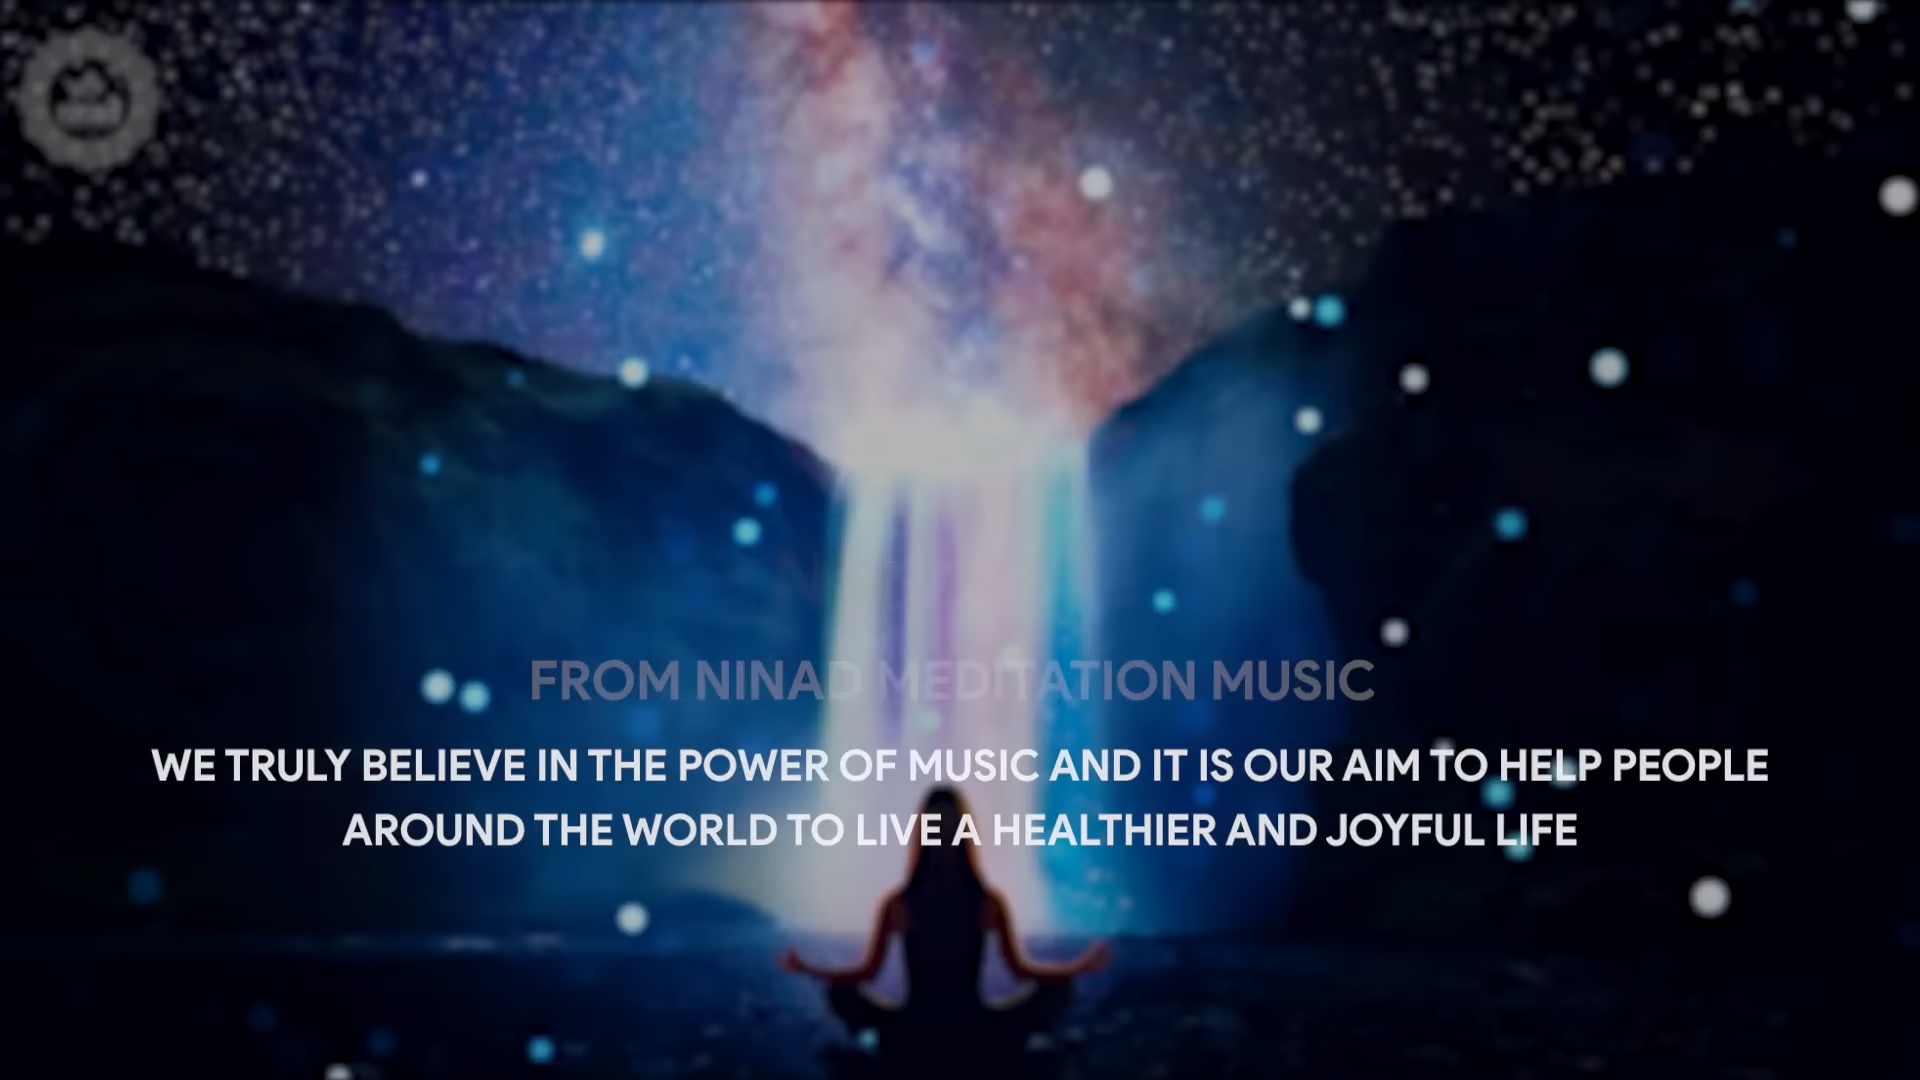 FROM NINAD MEDITATION MUSIC
WE TRULY BELIEVE IN THE POWER OF MUSIC AND IT IS OUR AIM TO HELP PEOPLE
AROUND THE WORLD TO LIVE A HEALTHIER AND JOYFUL LIFE